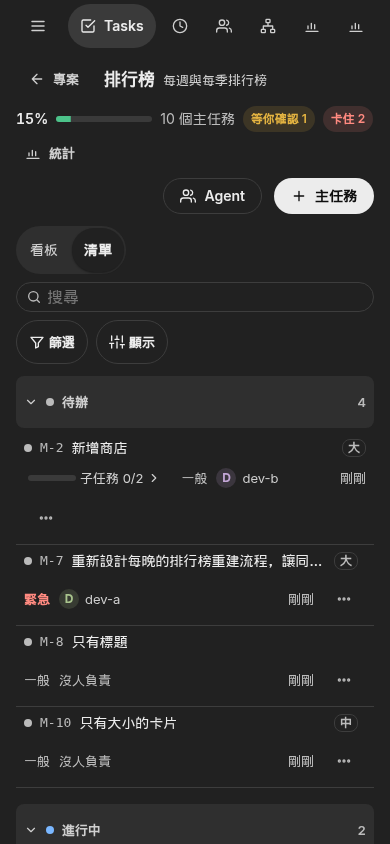 Tasks
專案 排行榜 每週與每季排行榜
15% 10 個主任務 等你確認 1 卡住 2
統計
Agent 主任務
看板 清單
搜尋
篩選 顯示
待辦 4
M-2 新增商店 大
子任務 0/2 一般 D dev-b 剛剛
M-7 重新設計每晚的排行榜重建流程，讓同... 大
緊急 D dev-a 剛剛
M-8 只有標題
一般 沒人負責 剛剛
M-10 只有大小的卡片 中
一般 沒人負責 剛剛
進行中 2